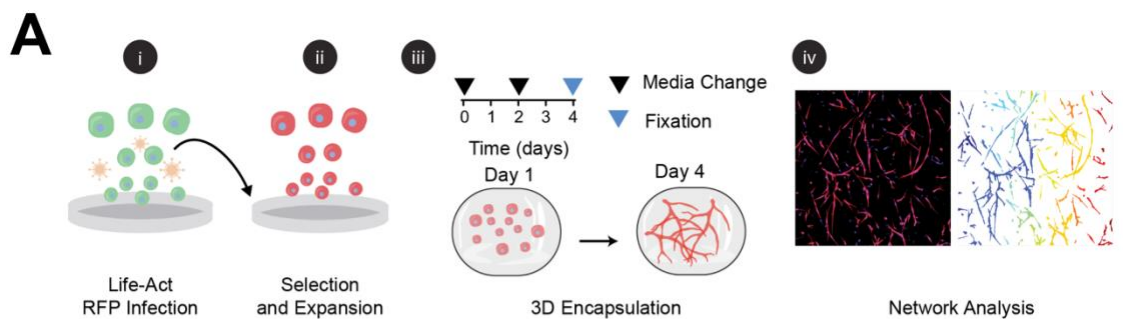 A
i
ii
iii
iv
Media Change
Fixation
0 1 2 3 4
Time (days)
Day 1
Day 4
Life-Act
RFP Infection
Selection
and Expansion
3D Encapsulation
Network Analysis